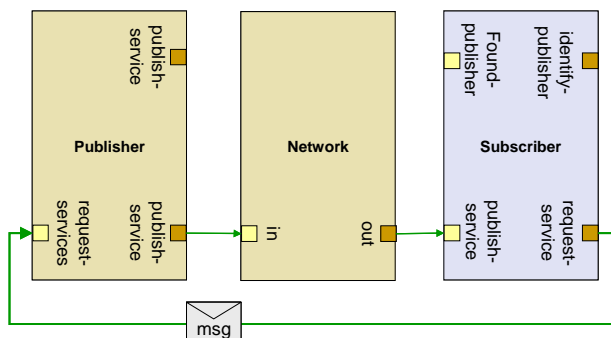 publish-
service
Publisher
request-
services
publish-
service
Network
in
out
Found-
publisher
identify-
publisher
Subscriber
publish-
service
request-
service
msg